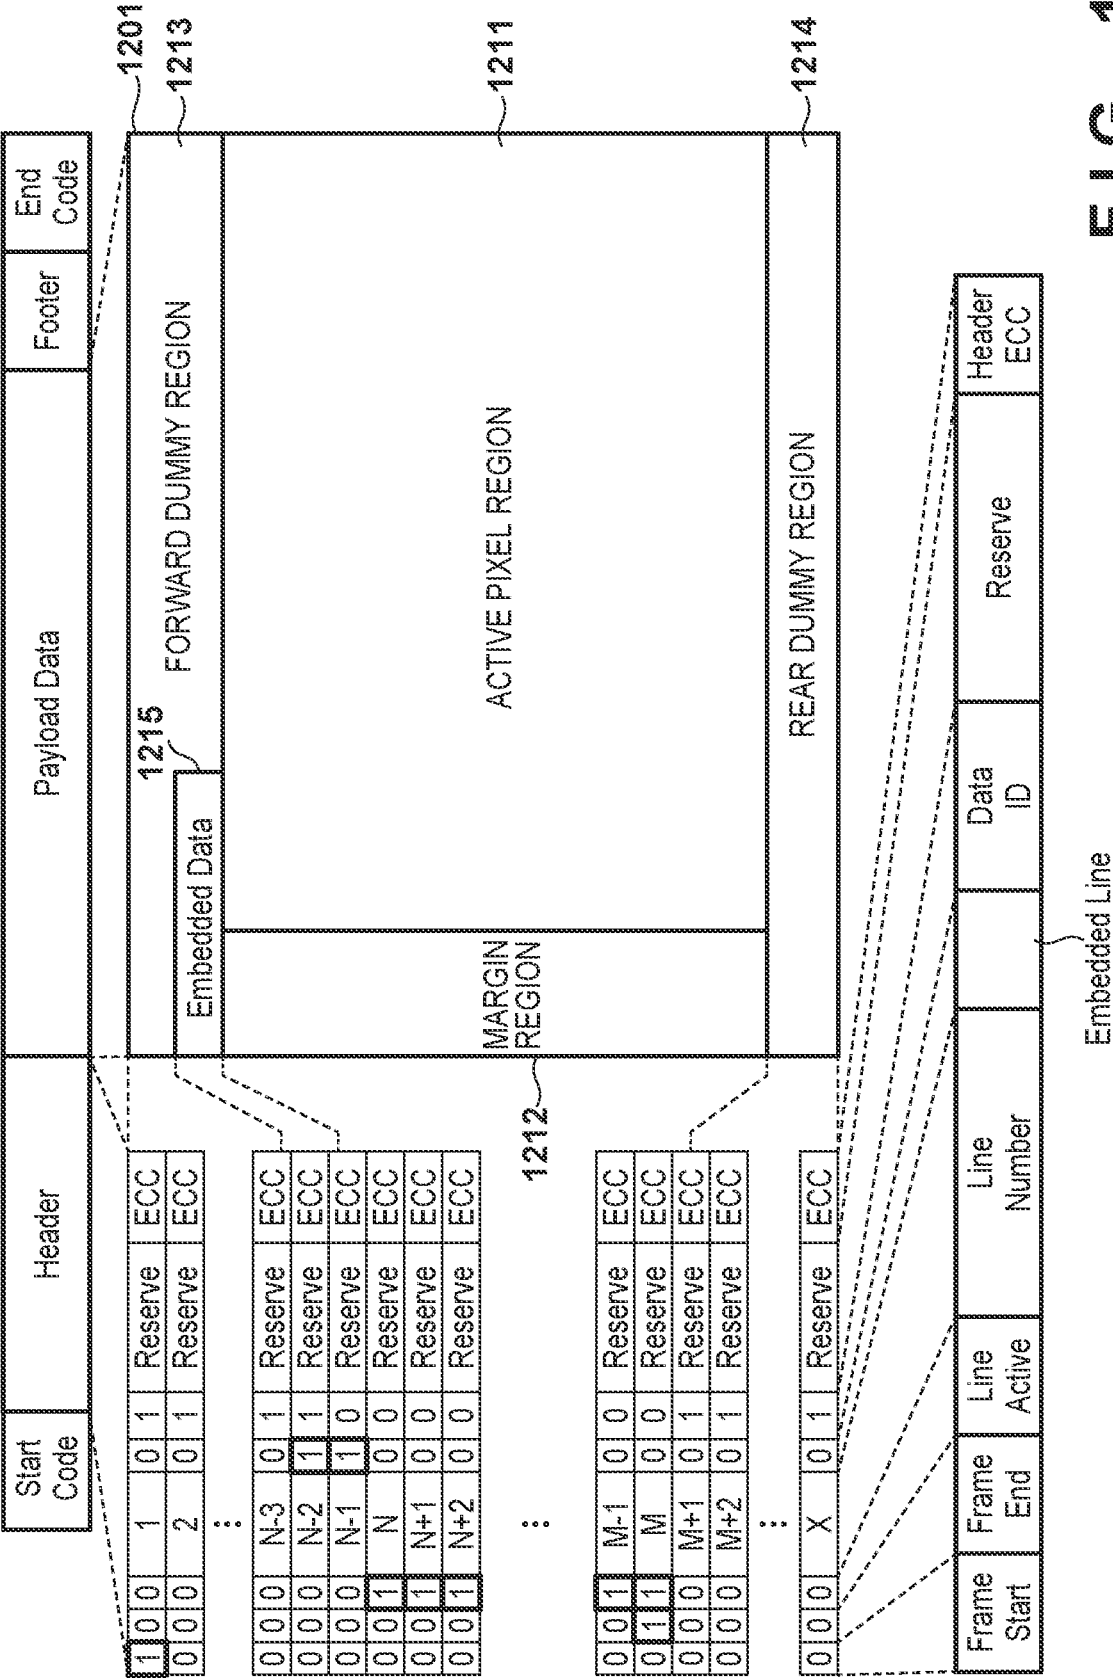 Start
Code
Header
Payload Data
Footer
End
Code
1201
1 0 0 1 0 1 Reserve ECC
0 0 0 2 0 1 Reserve ECC
0 0 0 N-3 0 1 Reserve ECC
0 0 0 N-2 1 1 Reserve ECC
0 0 0 N-1 1 0 Reserve ECC
0 0 1 N 0 0 Reserve ECC
0 0 1 N+1 0 0 Reserve ECC
0 0 1 N+2 0 0 Reserve ECC
0 0 1 M-1 0 0 Reserve ECC
0 1 1 M 0 0 Reserve ECC
0 0 0 M+1 0 1 Reserve ECC
0 0 0 M+2 0 1 Reserve ECC
0 0 0 X 0 1 Reserve ECC
FORWARD DUMMY REGION
1213
1215
Embedded Data
MARGIN
REGION
1212
ACTIVE PIXEL REGION
1211
REAR DUMMY REGION
1214
Frame
Start
Frame
End
Line
Active
Line
Number
Data
ID
Reserve
Header
ECC
Embedded Line